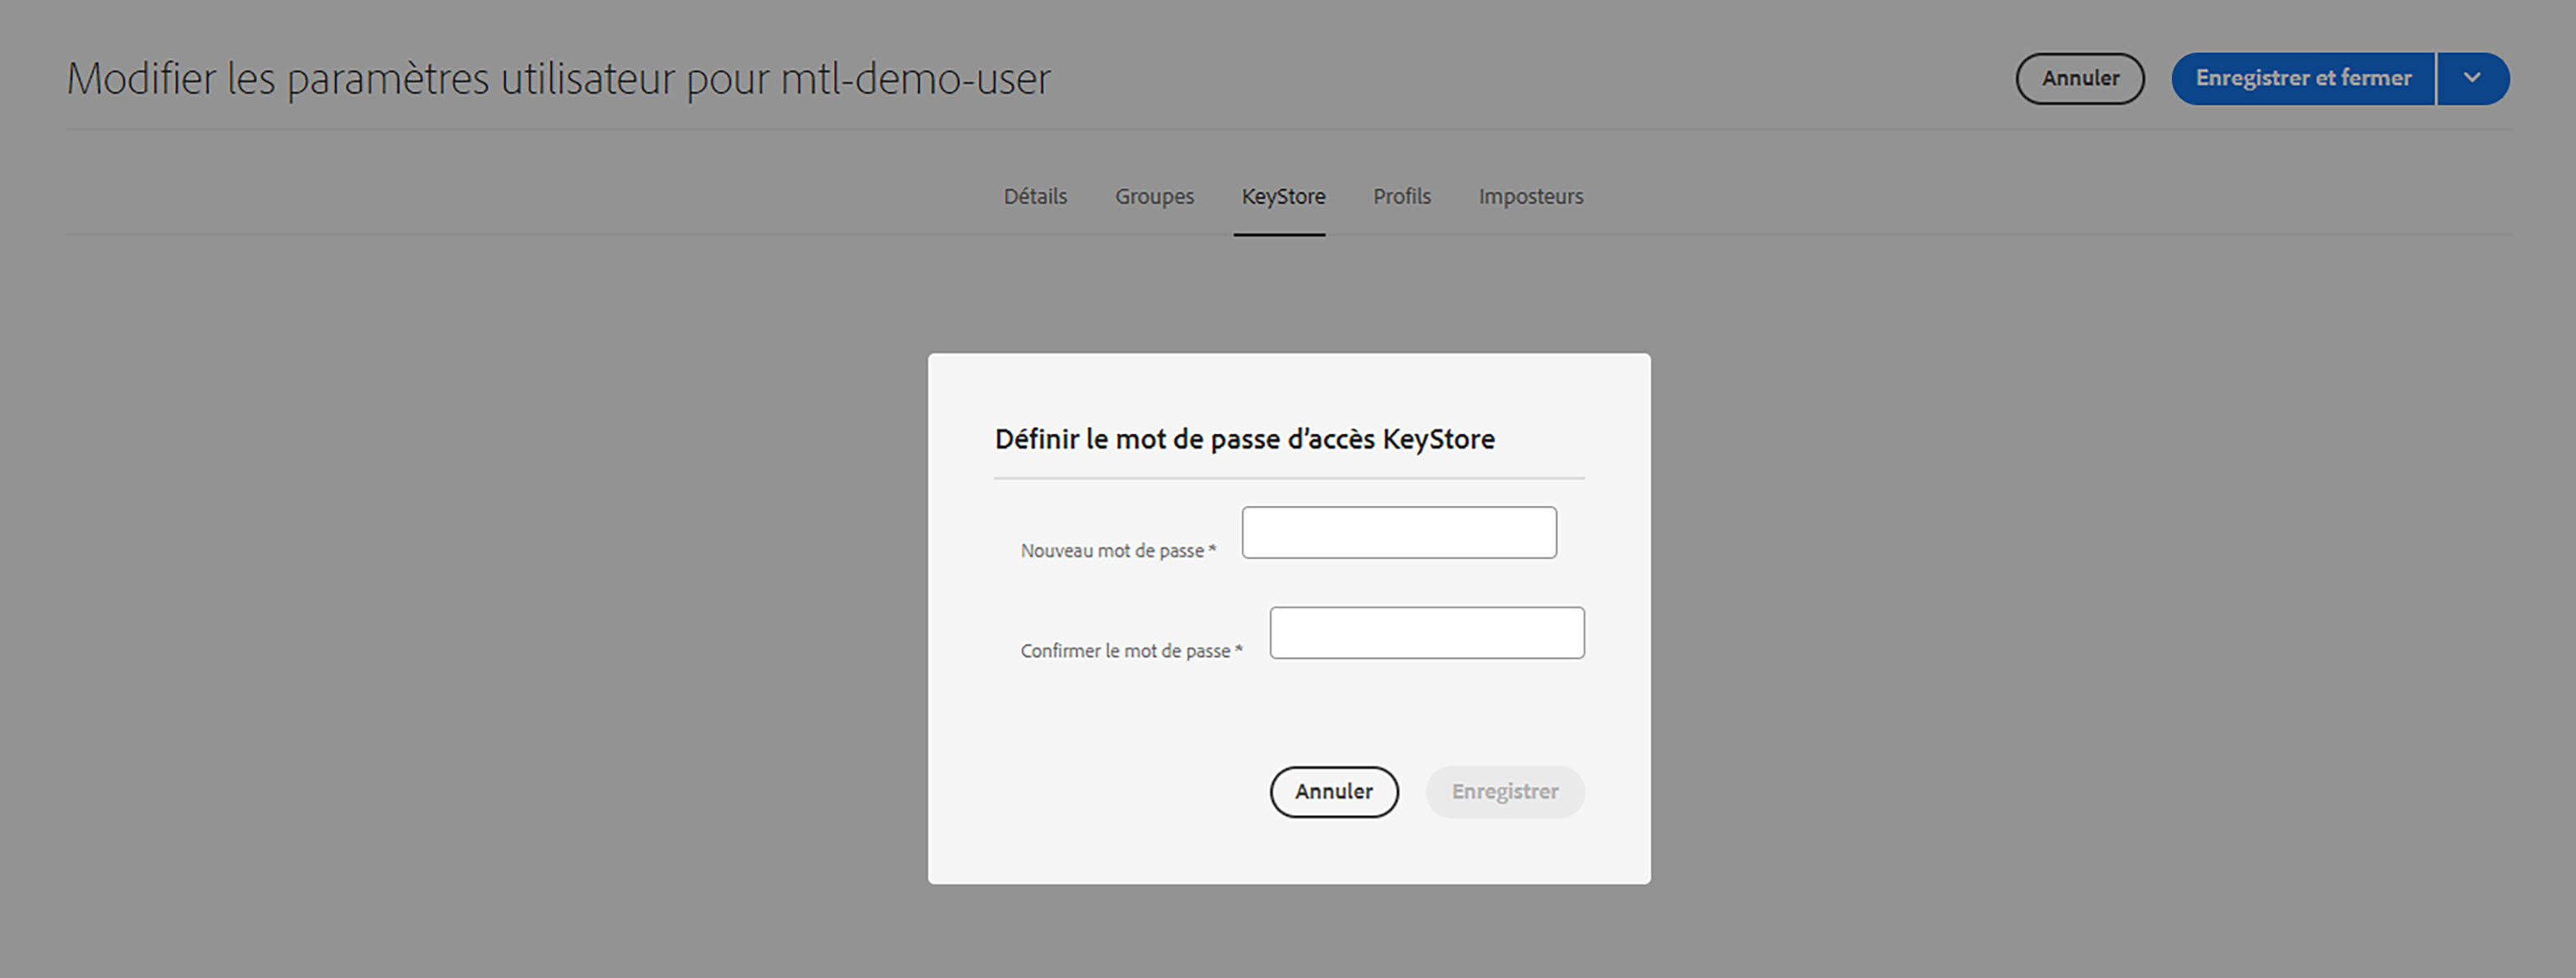 Modifier les paramètres utilisateur pour mtl-demo-user
Annuler
Enregistrer et fermer
Détails
Groupes
KeyStore
Profils
Imposteurs
Définir le mot de passe d’accès KeyStore
Nouveau mot de passe *
Confirmer le mot de passe *
Annuler
Enregistrer